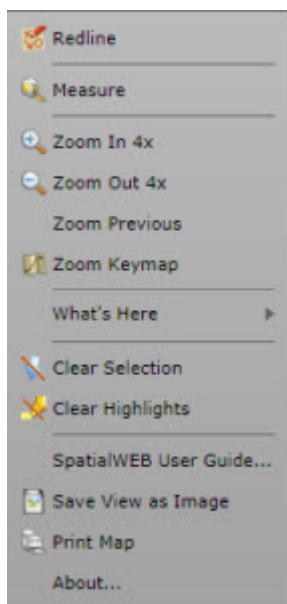 Redline
Measure
Zoom In 4x
Zoom Out 4x
Zoom Previous
Zoom Keymap
What's Here
Clear Selection
Clear Highlights
SpatialWEB User Guide...
Save View as Image
Print Map
About...